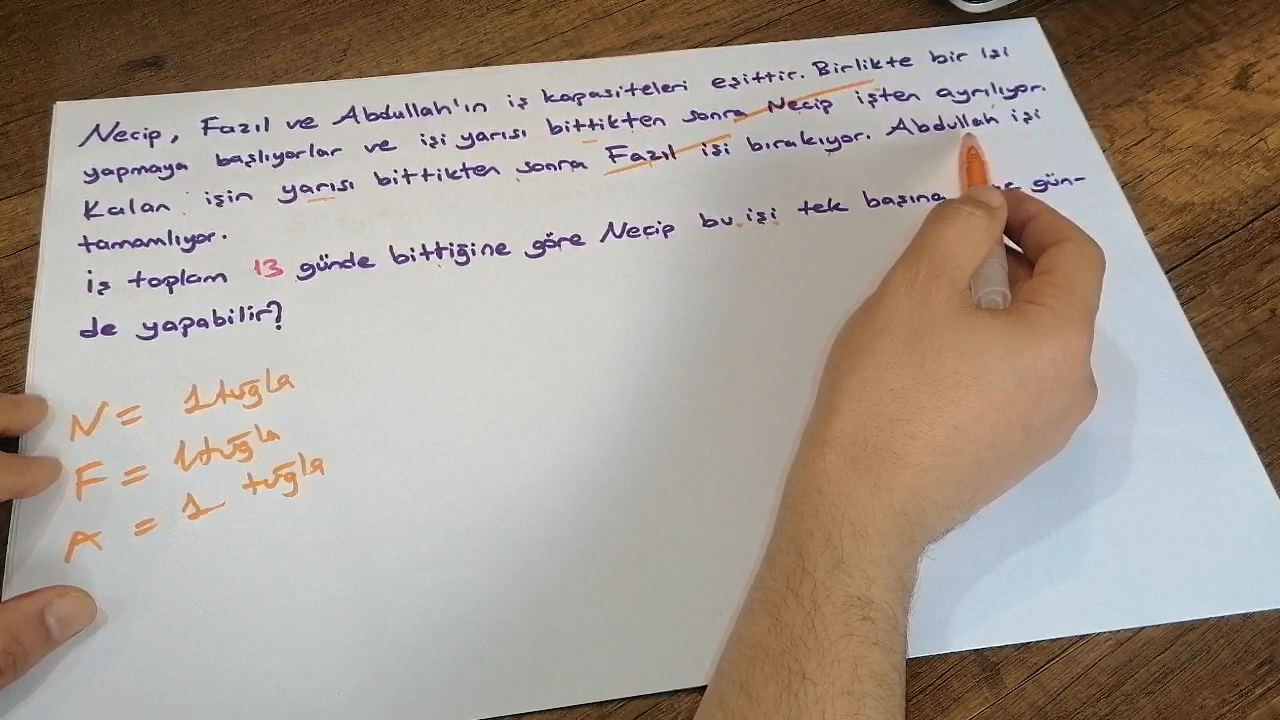 Necip, Fazıl ve Abdullah'ın iş kapasiteleri eşittir. Birlikte bir işi
yapmaya başlıyorlar ve işi yarısı bittikten sonra Necip işten ayrılıyor.
Kalan işin yarısı bittikten sonra Fazıl işi bırakıyor. Abdullah işi
tamamlıyor.
iş toplam 13 günde bittiğine göre Necip bu işi tek başına gün-
de yapabilir?
N = 1 tuğla
F = 1 tuğla
A = 1 tuğla